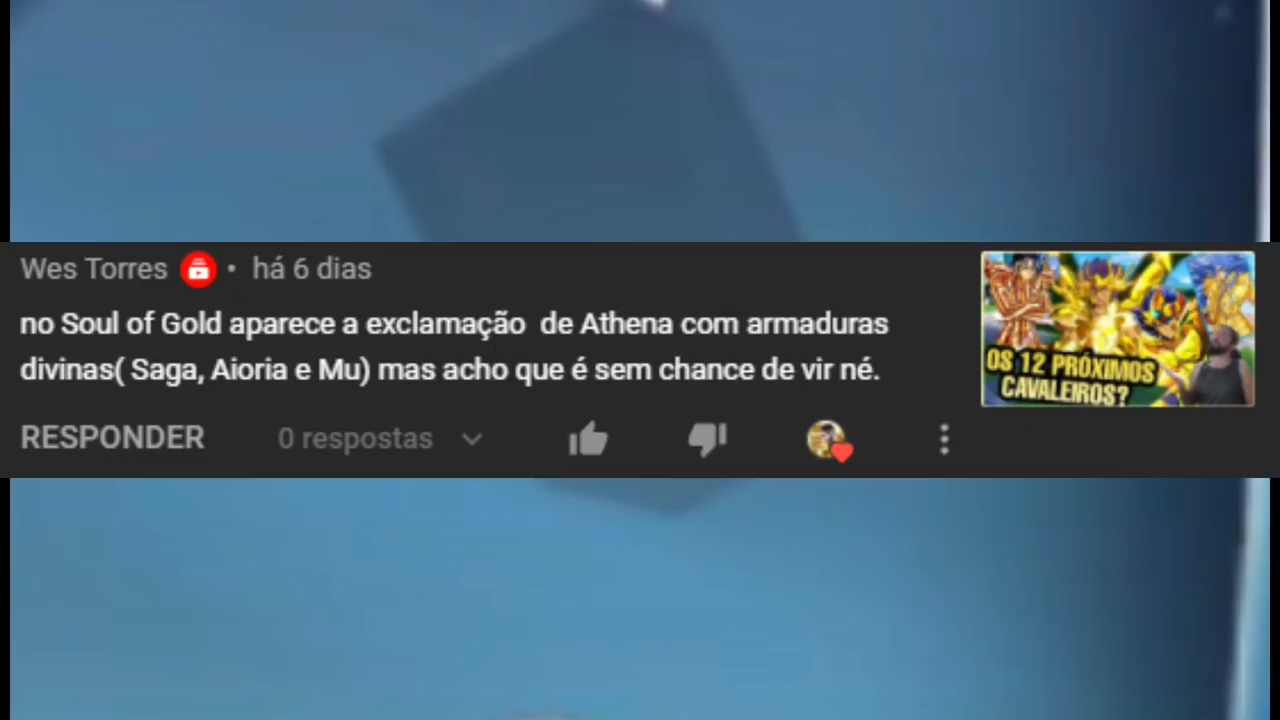 Wes Torres • há 6 dias
no Soul of Gold aparece a exclamação  de Athena com armaduras
divinas( Saga, Aioria e Mu) mas acho que é sem chance de vir né.
RESPONDER 0 respostas
OS 12 PRÓXIMOS
CAVALEIROS?